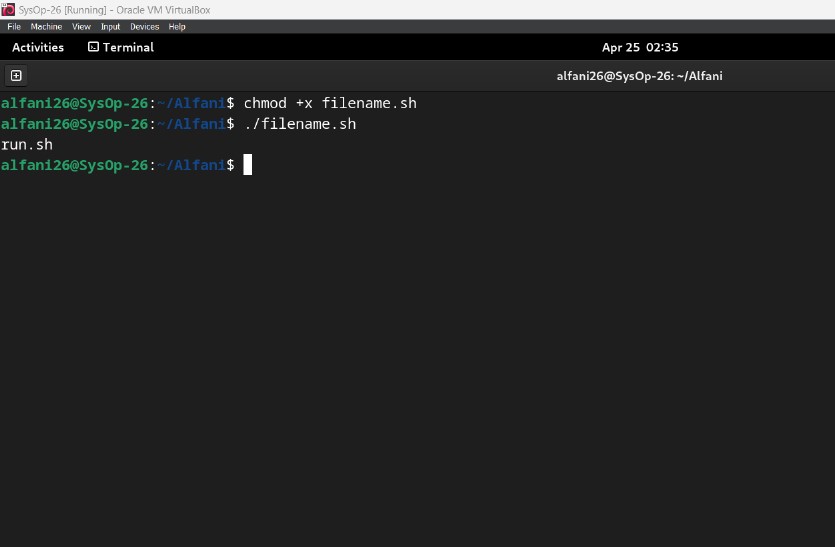 SysOp-26 [Running] - Oracle VM VirtualBox
File Machine View Input Devices Help
Activities Terminal Apr 25 02:35
alfani26@SysOp-26: ~/Alfani
alfani26@SysOp-26:~/Alfani$ chmod +x filename.sh
alfani26@SysOp-26:~/Alfani$ ./filename.sh
run.sh
alfani26@SysOp-26:~/Alfani$